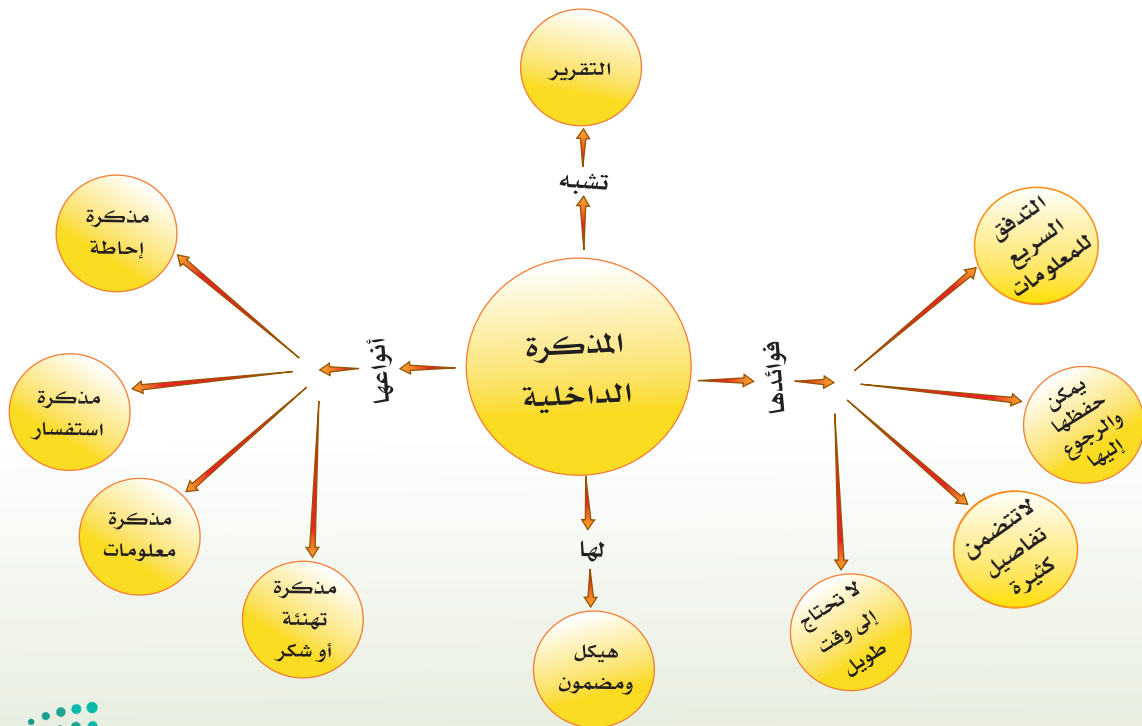 التقرير
تشبه
المذكرة
الداخلية
فوائدها
التدفق
السريع
للمعلومات
يمكن
حفظها
والرجوع
إليها
لاتتضمن
تفاصيل
كثيرة
لا تحتاج
إلى وقت
طويل
لها
هيكل
ومضمون
أنواعها
مذكرة
إحاطة
مذكرة
استفسار
مذكرة
معلومات
مذكرة
تهنئة
أو شكر